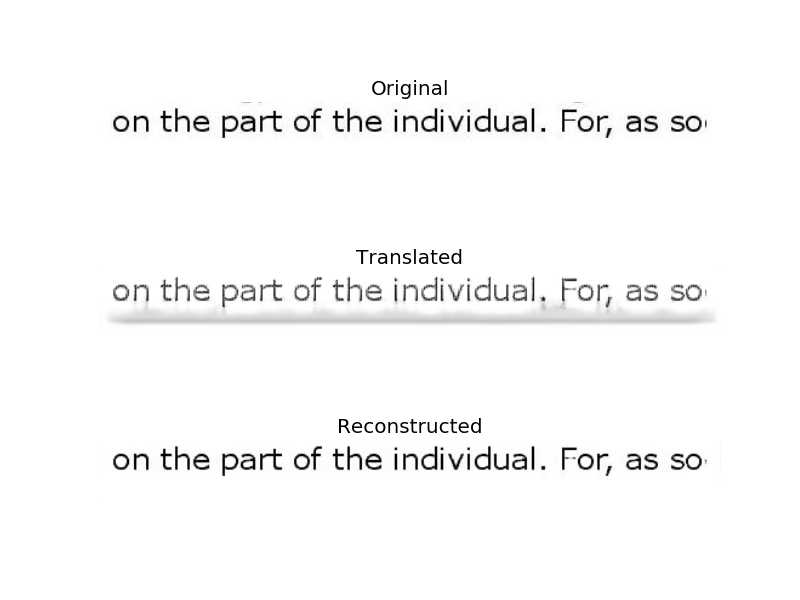 Original
on the part of the individual. For, as so
Translated
on the part of the individual. For, as so
Reconstructed
on the part of the individual. For, as so